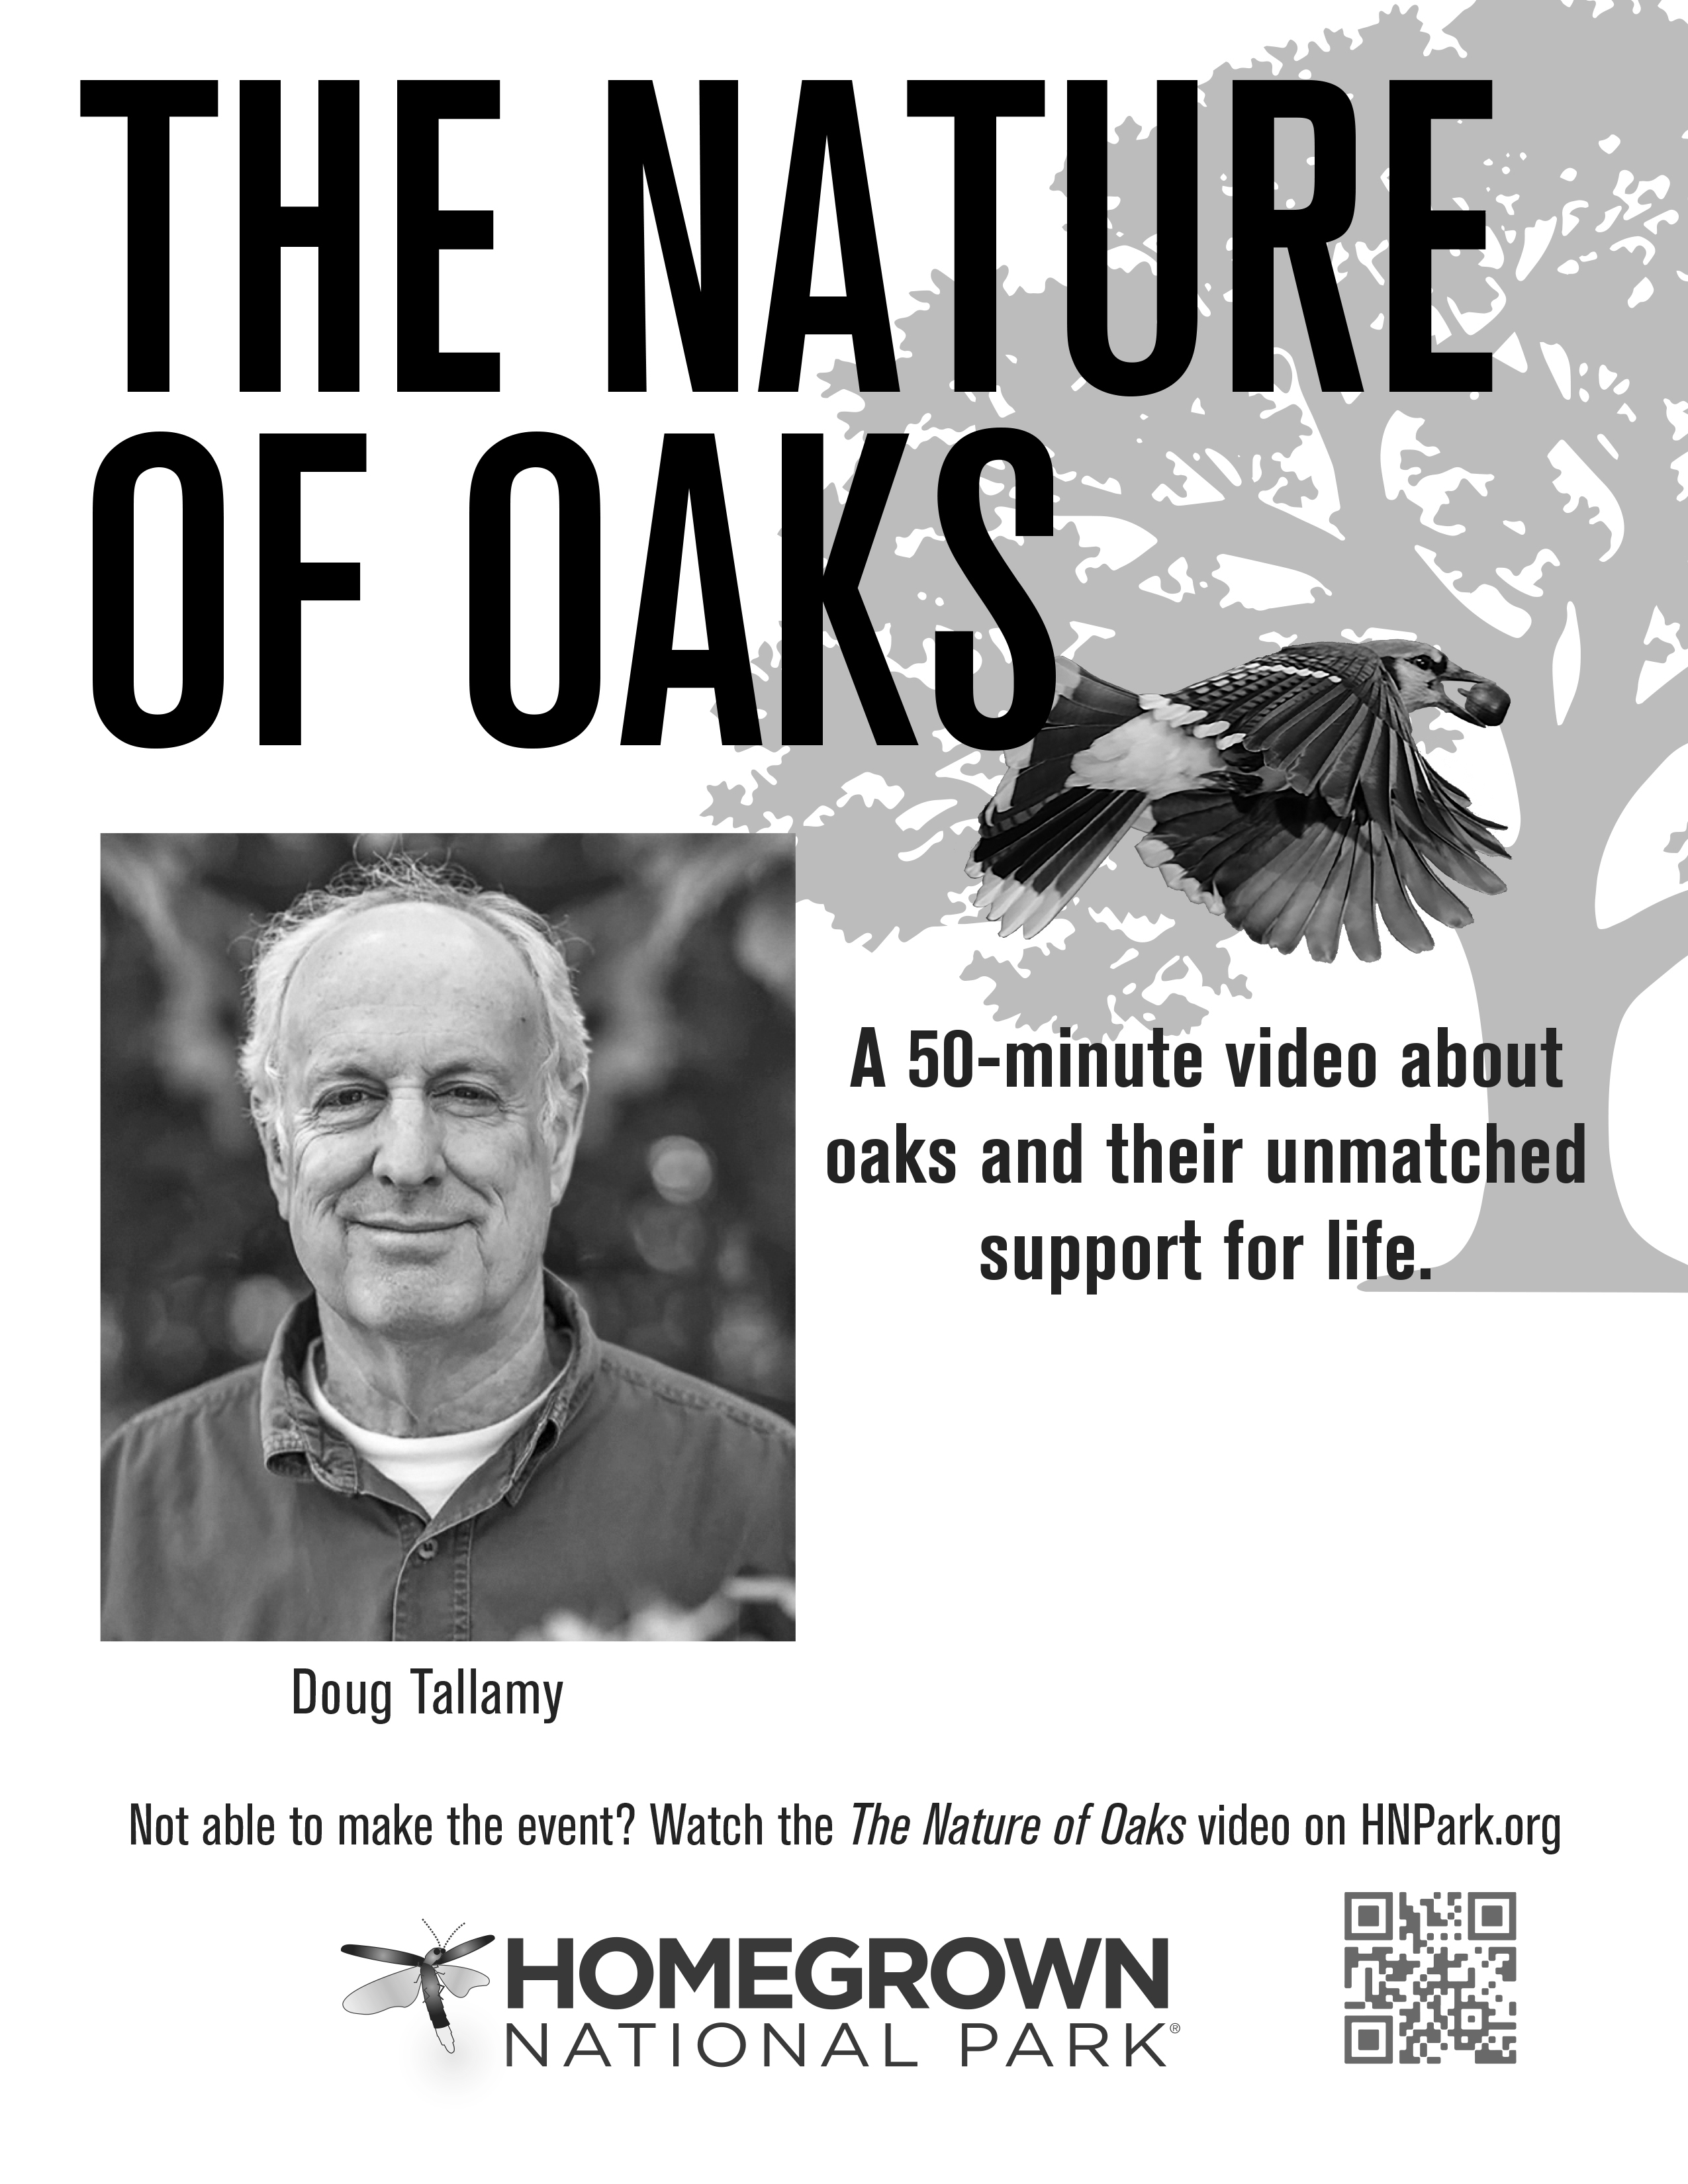 THE NATURE
OF OAKS
A 50-minute video about
oaks and their unmatched
support for life.
Doug Tallamy
Not able to make the event? Watch the The Nature of Oaks video on HNPark.org
HOMEGROWN
NATIONAL PARK®